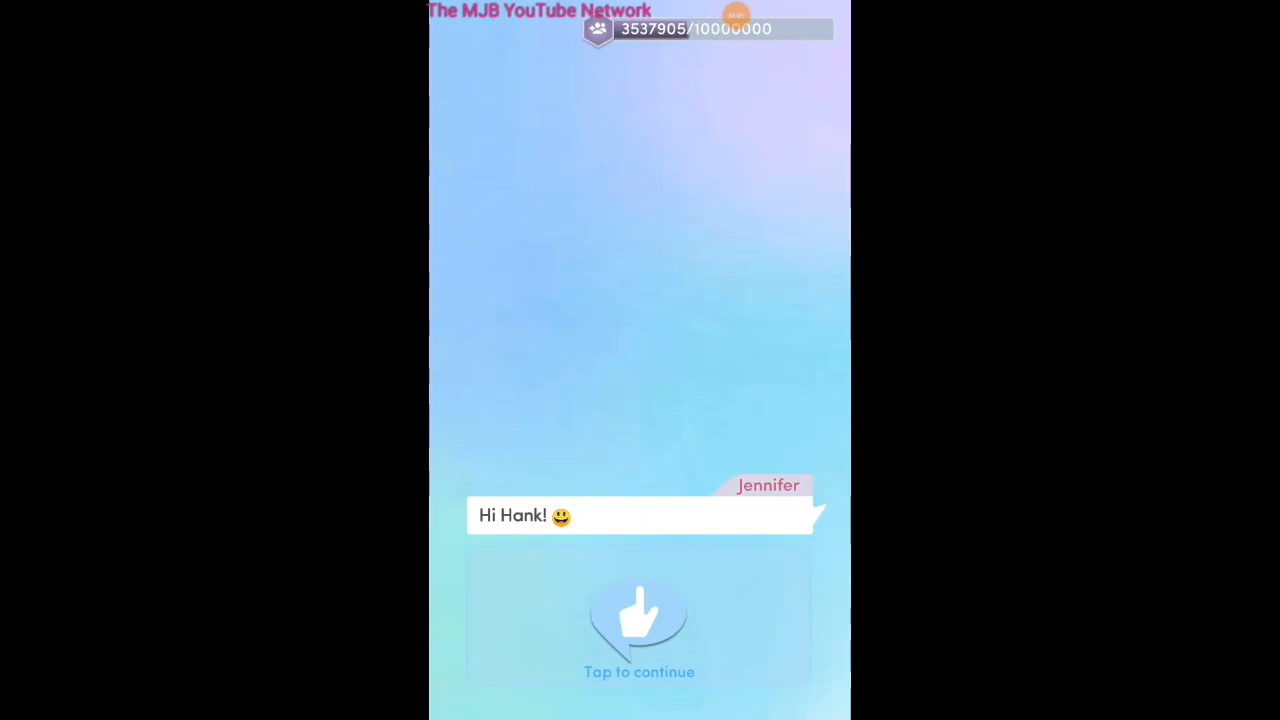 The MJB YouTube Network
3537905/10000000
Jennifer
Hi Hank! 😃
Tap to continue